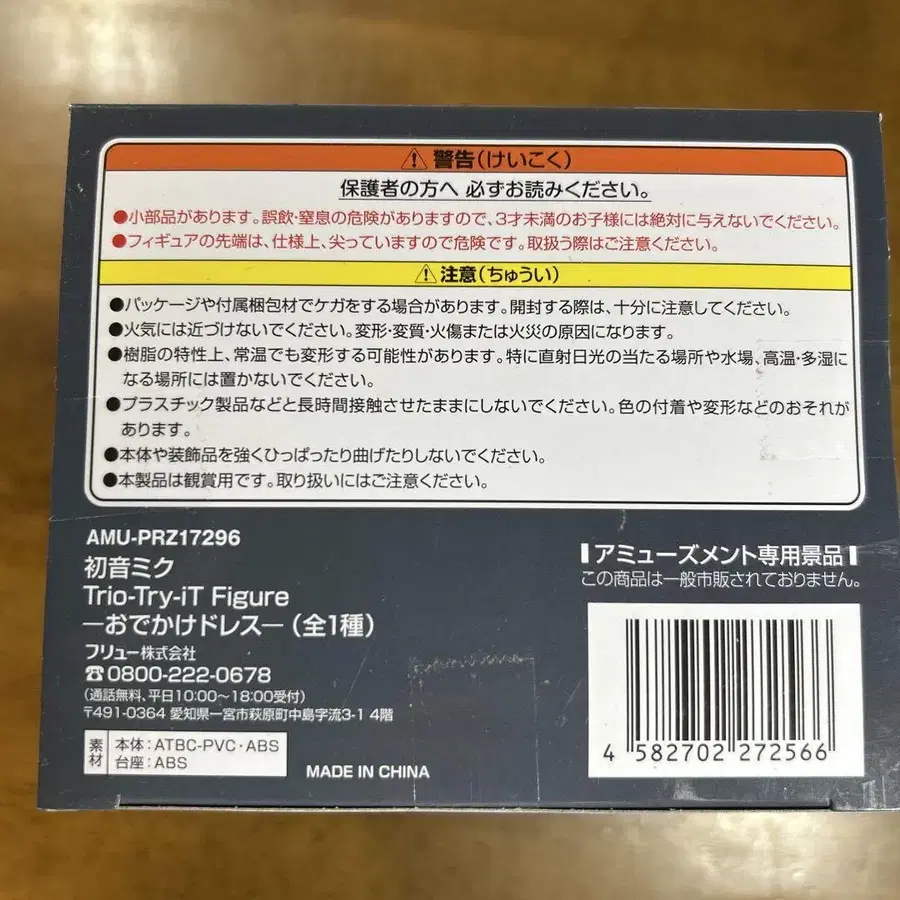 ⚠ 警告(けいこく)
保護者の方へ 必ずお読みください。
●小部品があります。誤飲・窒息の危険がありますので、3才未満のお子様には絶対に与えないでください。
●フィギュアの先端は、仕様上、尖っていますので危険です。取扱う際はご注意ください。
⚠ 注意(ちゅうい)
●パッケージや付属梱包材でケガをする場合があります。開封する際は、十分に注意してください。
●火気には近づけないでください。変形・変質・火傷または火災の原因になります。
●樹脂の特性上、常温でも変形する可能性があります。特に直射日光の当たる場所や水場、高温・多湿に
なる場所には置かないでください。
●プラスチック製品などと長時間接触させたままにしないでください。色の付着や変形などのおそれが
あります。
●本体や装飾品を強くひっぱったり曲げたりしないでください。
●本製品は観賞用です。取り扱いにはご注意ください。
AMU-PRZ17296
初音ミク
Trio-Try-iT Figure
—おでかけドレス—(全1種)
フリュー株式会社
☎0800-222-0678
(通話無料、平日10:00〜18:00受付)
〒491-0364 愛知県一宮市萩原町中島字流3-1 4階
素材
本体:ATBC-PVC・ABS
台座:ABS
MADE IN CHINA
アミューズメント専用景品
この商品は一般市販されておりません。
4 582702 272566